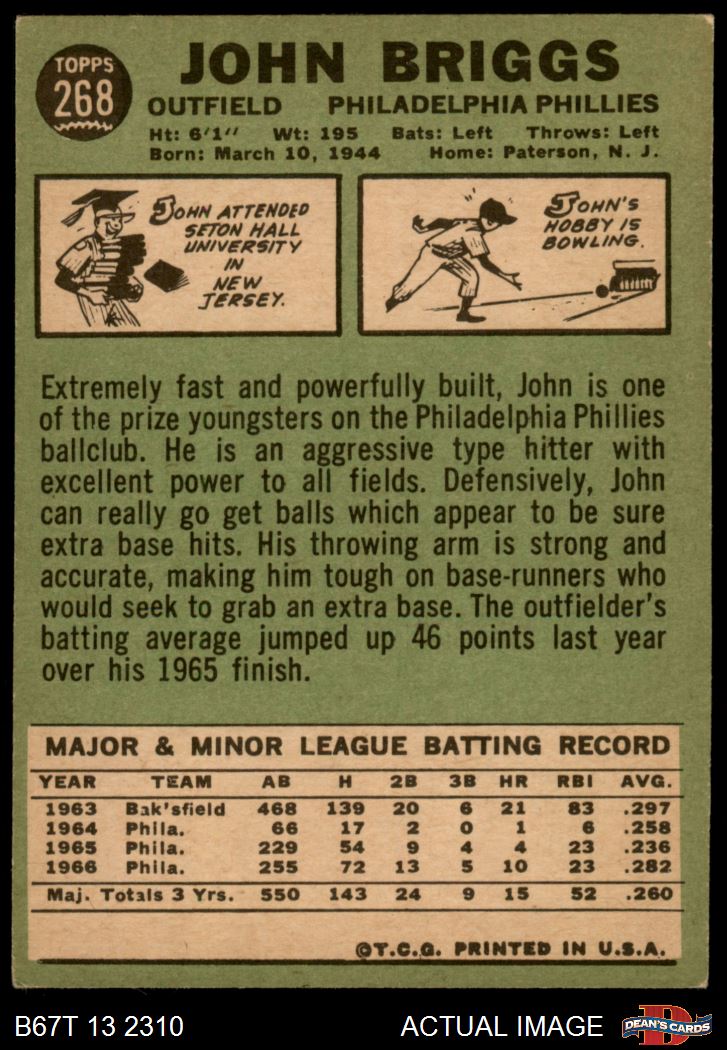 TOPPS
268
JOHN BRIGGS
OUTFIELD PHILADELPHIA PHILLIES
Ht: 6'1" Wt: 195 Bats: Left Throws: Left
Born: March 10, 1944 Home: Paterson, N. J.
JOHN ATTENDED
SETON HALL
UNIVERSITY
IN
NEW
JERSEY.
JOHN'S
HOBBY IS
BOWLING.
Extremely fast and powerfully built, John is one
of the prize youngsters on the Philadelphia Phillies
ballclub. He is an aggressive type hitter with
excellent power to all fields. Defensively, John
can really go get balls which appear to be sure
extra base hits. His throwing arm is strong and
accurate, making him tough on base-runners who
would seek to grab an extra base. The outfielder's
batting average jumped up 46 points last year
over his 1965 finish.
MAJOR & MINOR LEAGUE BATTING RECORD
YEAR TEAM AB H 2B 3B HR RBI AVG.
1963 Bak'sfield 468 139 20 6 21 83 .297
1964 Phila. 66 17 2 0 1 6 .258
1965 Phila. 229 54 9 4 4 23 .236
1966 Phila. 255 72 13 5 10 23 .282
Maj. Totals 3 Yrs. 550 143 24 9 15 52 .260
©T.C.G. PRINTED IN U.S.A.
B67T 13 2310 ACTUAL IMAGE
D
DEAN'S CARDS